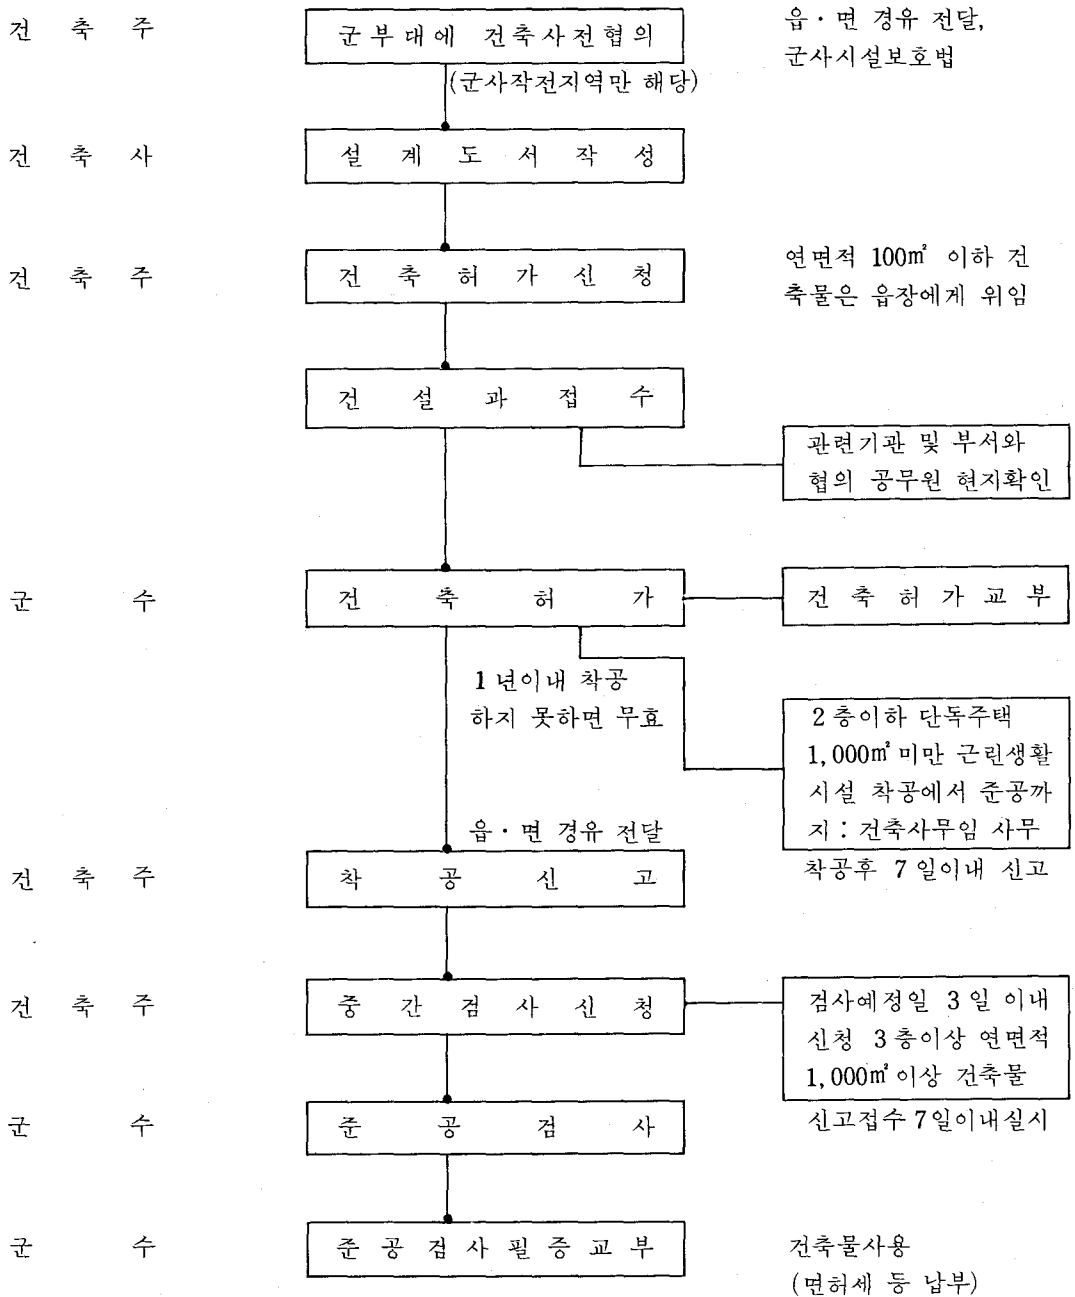 건축주 군부대에 건축사전협의 읍·면 경유 전달,
군사시설보호법
(군사작전지역만 해당)
건축사 설계도서작성
건축주 건축허가신청 연면적 100㎡ 이하 건
축물은 읍장에게 위임
건설과접수
관련기관 및 부서와
협의 공무원 현지확인
군수 건축허가 건축허가교부
1년이내 착공
하지 못하면 무효
2층이하 단독주택
1,000㎡미만 근린생활
시설 착공에서 준공까
지 : 건축사무임 사무
읍·면 경유 전달
건축주 착공신고 착공후 7일이내 신고
건축주 중간검사신청 검사예정일 3일 이내
신청 3층이상 연면적
1,000㎡이상 건축물
군수 준공검사 신고접수 7일이내실시
군수 준공검사필증교부 건축물사용
(면허세 등 납부)